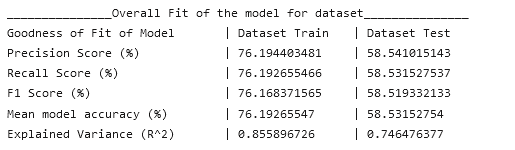 _______________Overall Fit of the model for dataset_______________
Goodness of Fit of Model | Dataset Train | Dataset Test
Precision Score (%) | 76.194403481 | 58.541015143
Recall Score (%) | 76.192655466 | 58.531527537
F1 Score (%) | 76.168371565 | 58.519332133
Mean model accuracy (%) | 76.19265547 | 58.53152754
Explained Variance (R^2) | 0.855896726 | 0.746476377